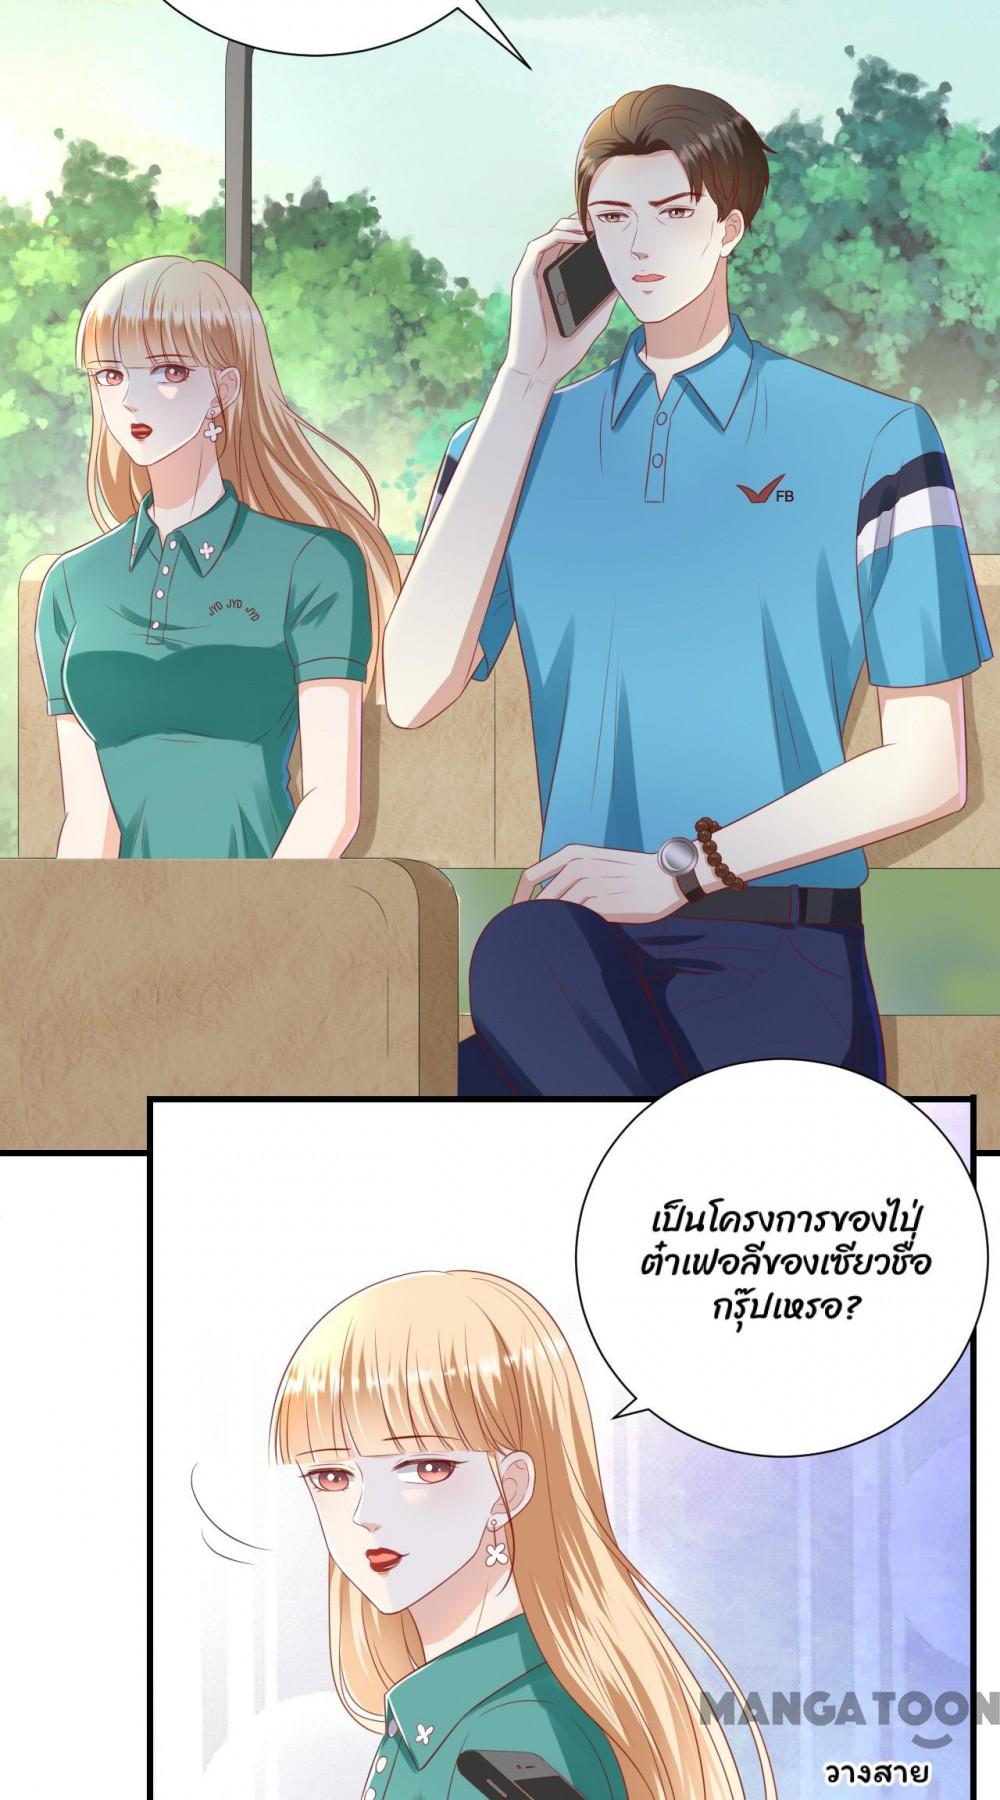 JYD JYD JYD
FB
เป็นโครงการของไป๋
ต๋าเฟอลีของเซียวชื่อ
กรุ๊ปเหรอ?
MANGATOON
วางสาย